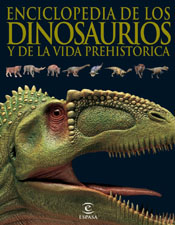 ENCICLOPEDIA DE LOS
DINOSAURIOS
Y DE LA VIDA PREHISTÓRICA
ESPASA